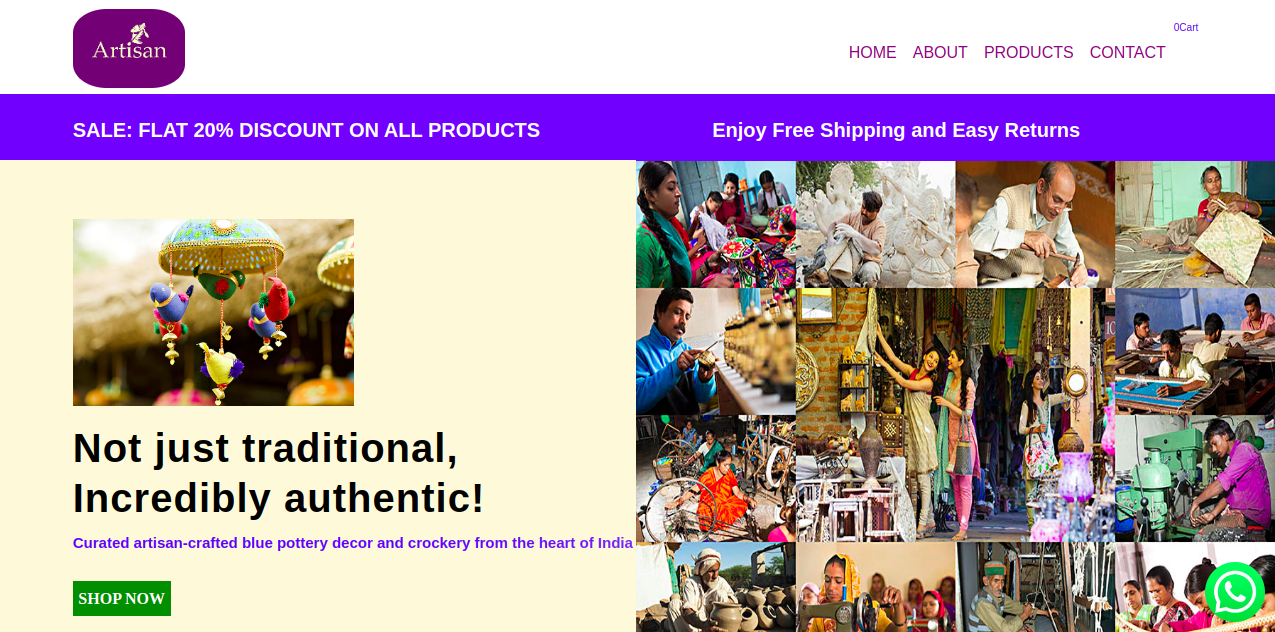 Artisan
HOME ABOUT PRODUCTS CONTACT
0Cart
SALE: FLAT 20% DISCOUNT ON ALL PRODUCTS
Enjoy Free Shipping and Easy Returns
Not just traditional,
Incredibly authentic!
Curated artisan-crafted blue pottery decor and crockery from the heart of India
SHOP NOW